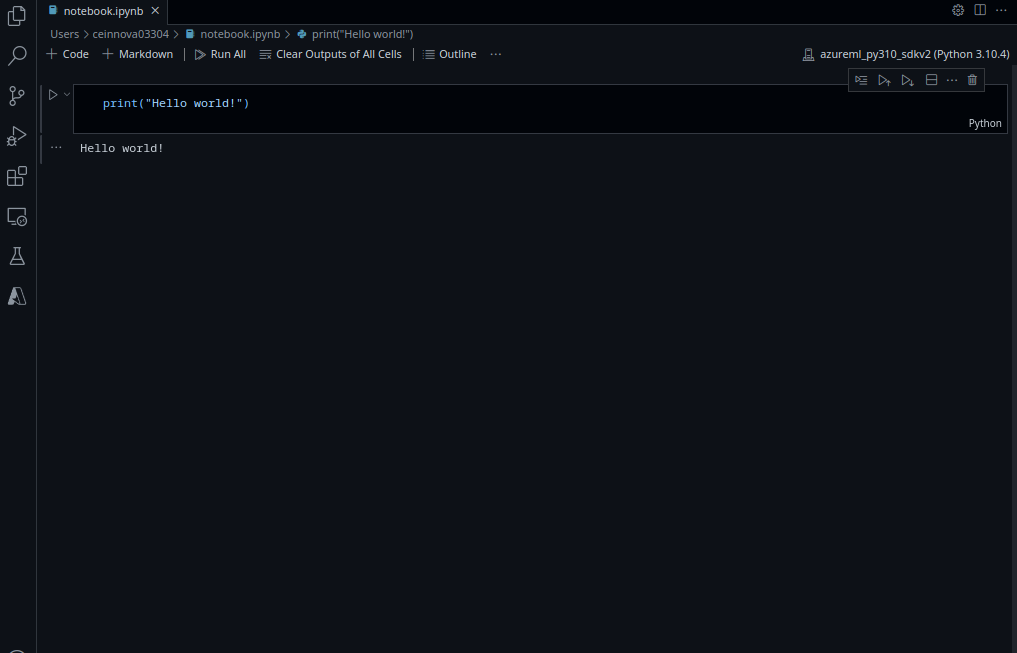 notebook.ipynb
Users > ceinnova03304 > notebook.ipynb > print("Hello world!")
+ Code + Markdown | Run All Clear Outputs of All Cells | Outline ... azureml_py310_sdkv2 (Python 3.10.4)
print("Hello world!")
Python
Hello world!